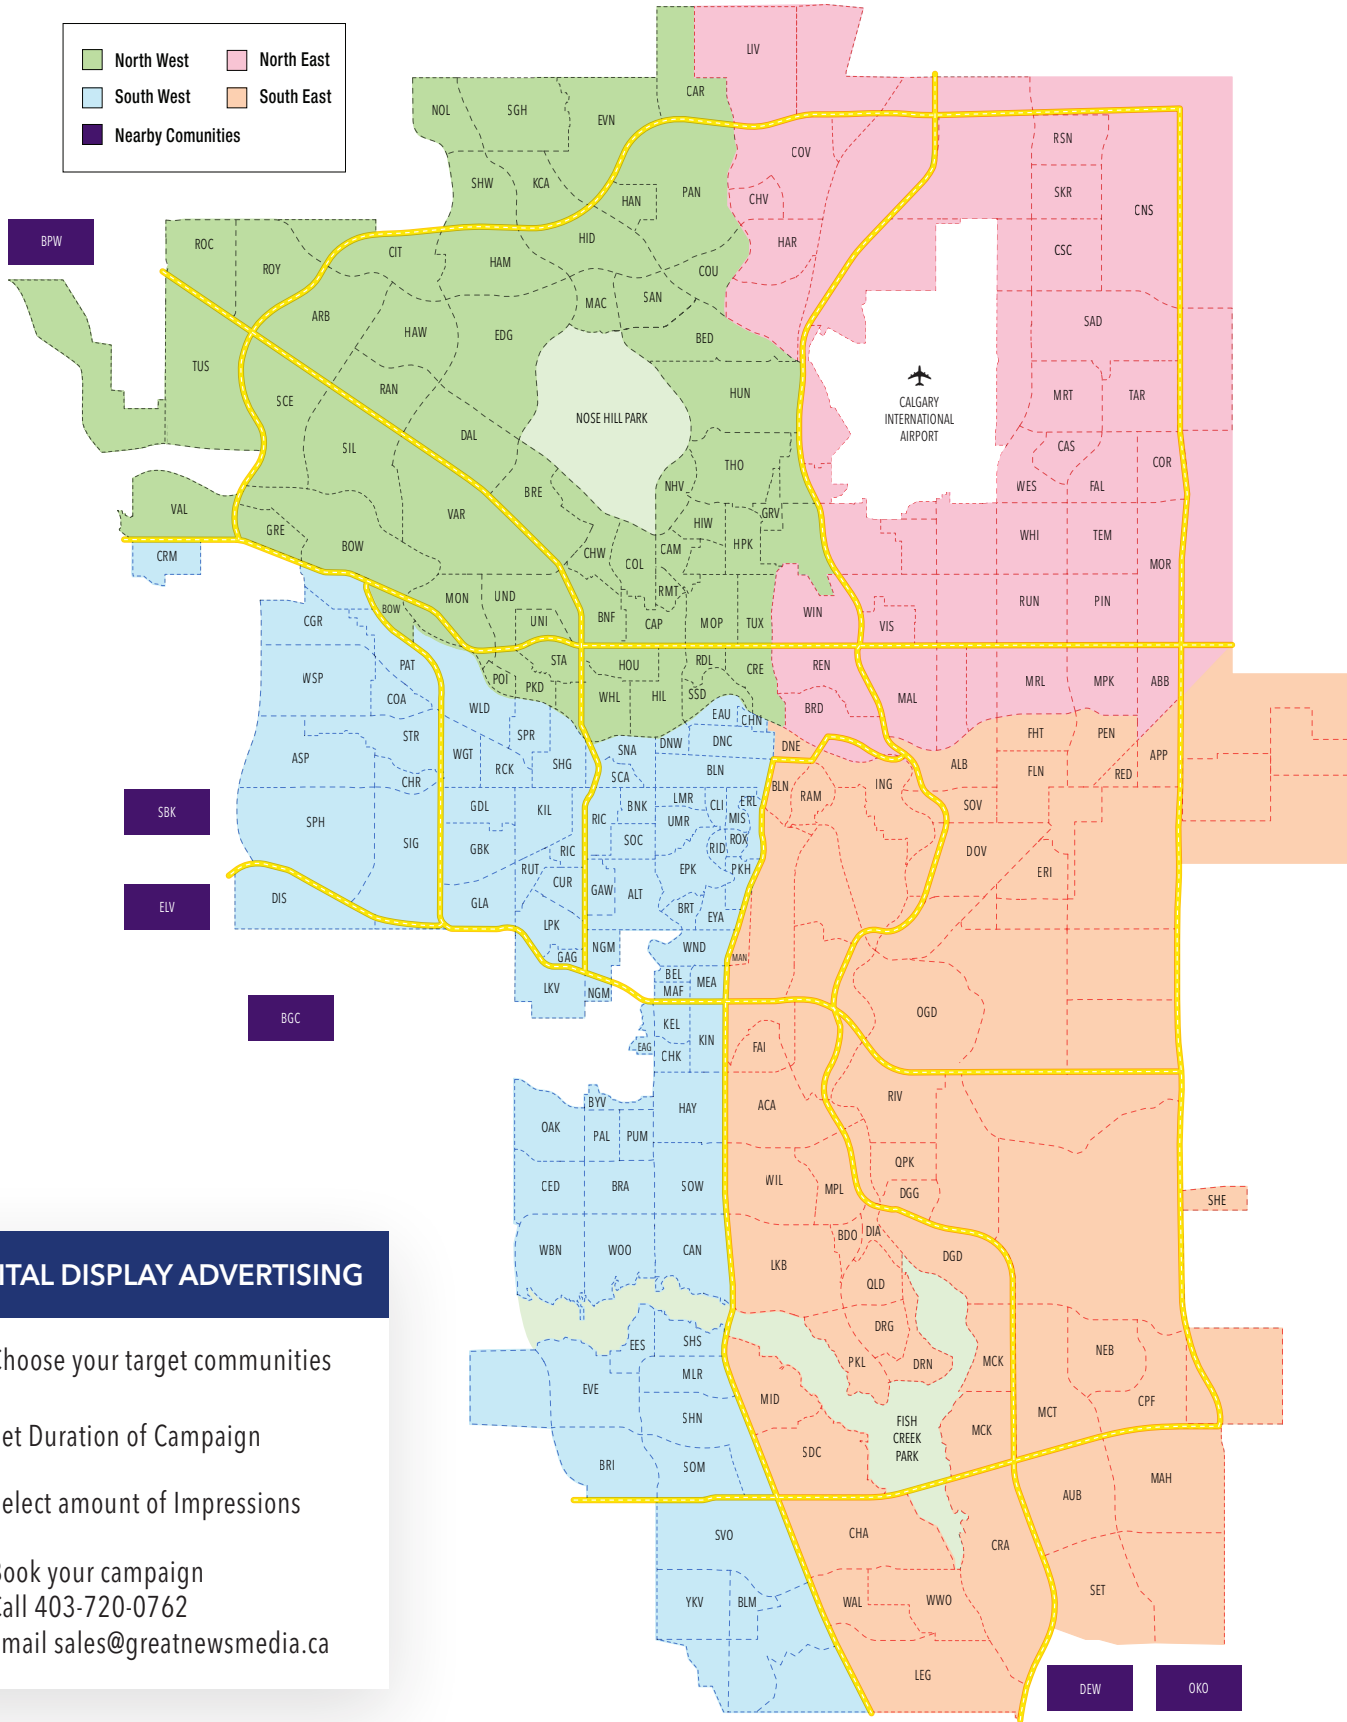 North West
North East
South West
South East
Nearby Comunities
LIV
CAR
NOL
SGH
EVN
RSN
COV
SHW
KCA
HAN
PAN
CHV
SKR
CNS
BPW
ROC
ROY
CIT
HAM
HID
COU
HAR
CSC
ARB
HAW
EDG
MAC
SAN
BED
SAD
TUS
SCE
RAN
HUN
MRT
TAR
CALGARY
INTERNATIONAL
AIRPORT
NOSE HILL PARK
SIL
DAL
THO
CAS
COR
BRE
NHV
WES
FAL
VAL
GRE
BOW
VAR
HIW
GRV
WHI
TEM
CRM
CHW
COL
CAM
HPK
MOR
CGR
BOW
MON
UND
UNI
BNF
RMT
CAP
MOP
TUX
WIN
VIS
RUN
PIN
WSP
PAT
COA
POI
PKD
STA
HOU
RDL
CRE
REN
MRL
MPK
ABB
WLD
WHL
HIL
SSD
BRD
MAL
ASP
STR
CHR
WGT
SPR
RCK
SHG
SNA
DNW
EAU
CHN
DNC
DNE
FHT
PEN
SCA
BLN
BLN
RAM
ING
ALB
FLN
RED
APP
SBK
SPH
SIG
GDL
KIL
RIC
BNK
LMR
CLI
ERL
UMR
MIS
SOV
GBK
RIC
SOC
RID
ROX
DOV
ELV
DIS
GLA
RUT
CUR
GAW
ALT
EPK
PKH
ERI
LPK
BRT
EYA
GAG
NGM
WND
MAN
LKV
NGM
BEL
MAF
MEA
BGC
KEL
EAG
CHK
KIN
FAI
OGD
OAK
BYV
PAL
PUM
HAY
ACA
RIV
CED
BRA
SOW
WIL
MPL
QPK
DGG
SHE
WBN
WOO
CAN
LKB
BDO
DIA
DGD
QLD
EES
SHS
DRG
EVE
MLR
PKL
DRN
MCK
NEB
SHN
MID
FISH
CREEK
PARK
MCK
MCT
CPF
BRI
SOM
SDC
AUB
MAH
SVO
CHA
CRA
YKV
BLM
WAL
WWO
SET
LEG
DEW
OKO
ITAL DISPLAY ADVERTISING
Choose your target communities
et Duration of Campaign
elect amount of Impressions
Book your campaign
Call 403-720-0762
mail sales@greatnewsmedia.ca